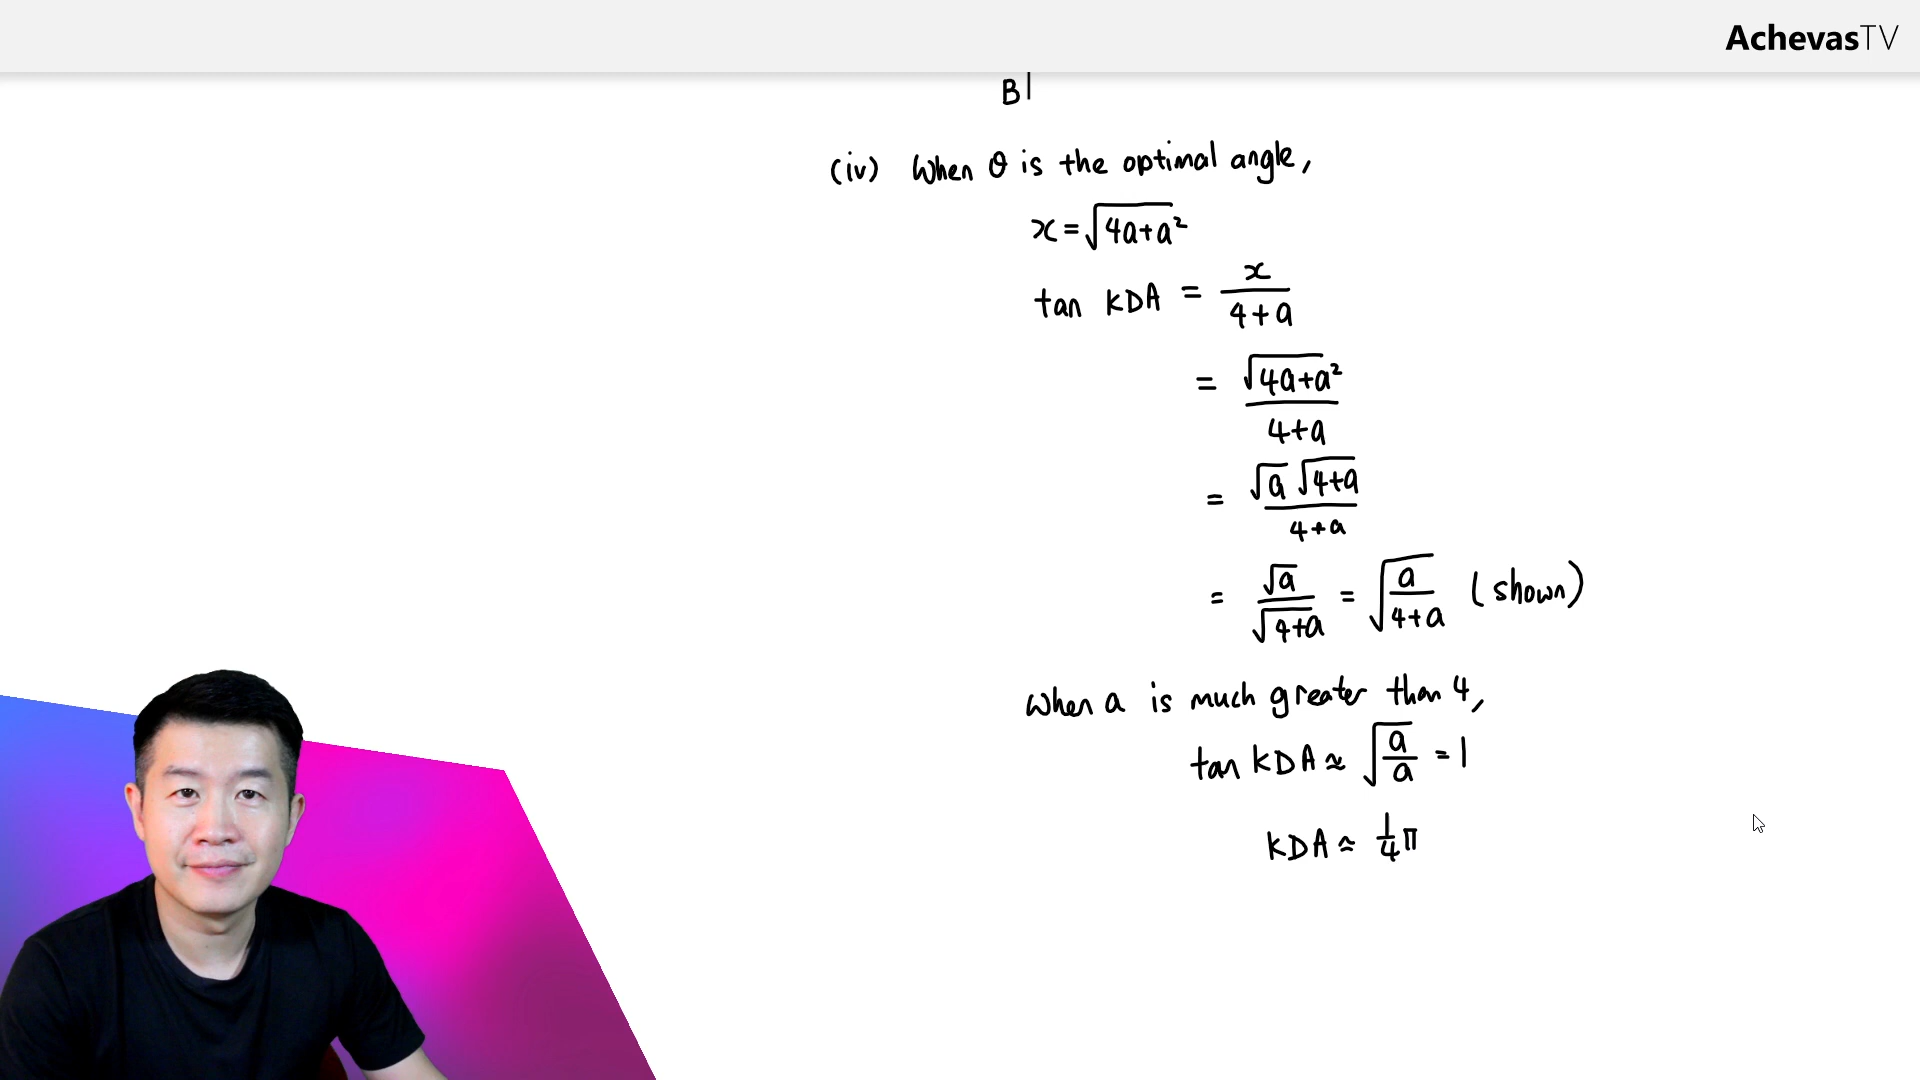 AchevasTV
B
(iv) When θ is the optimal angle,
x = √(4a+a²)
tan KDA = x/(4+a)
= √(4a+a²)/(4+a)
= √a √(4+a)/(4+a)
= √a/√(4+a) = √(a/(4+a)) (shown)
When a is much greater than 4,
tan KDA ≈ √(a/a) = 1
KDA ≈ 1/4 π